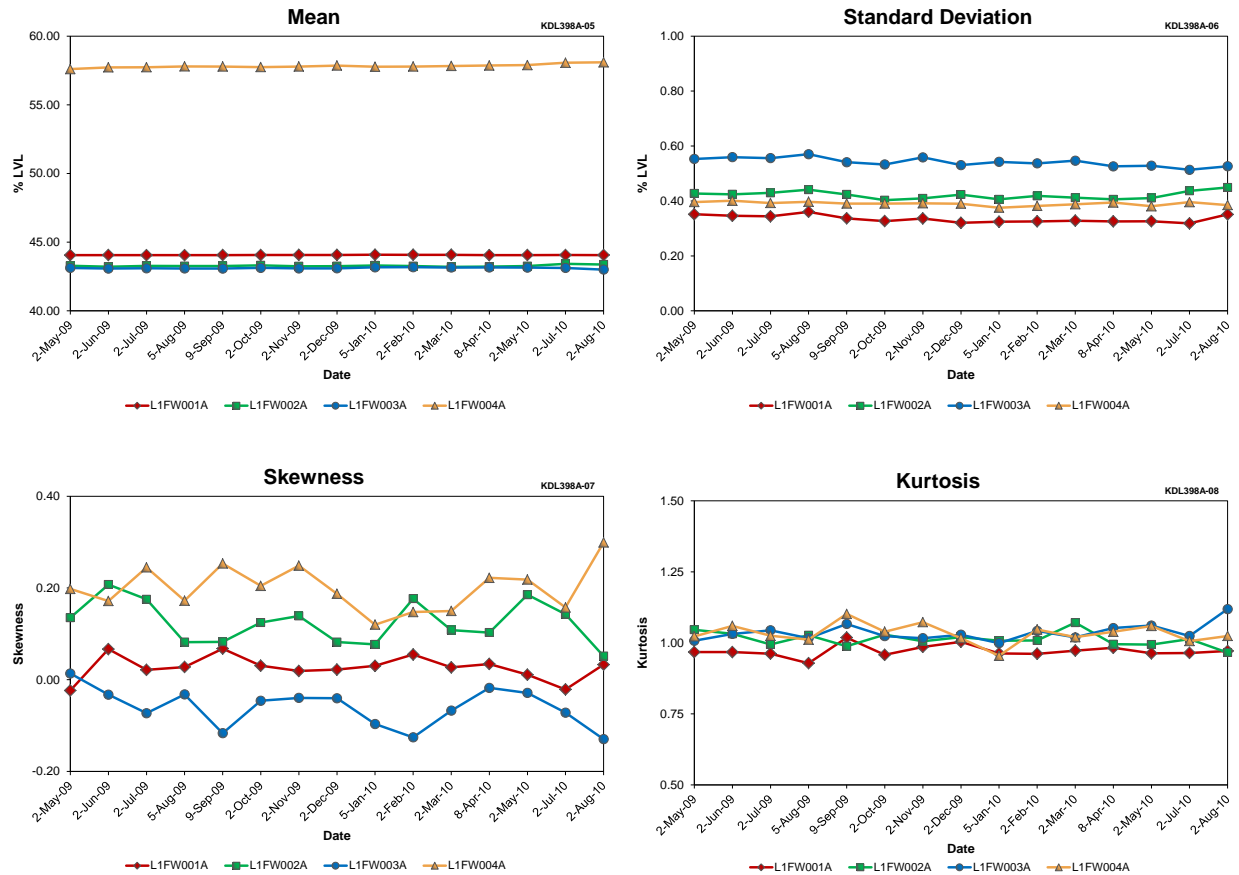 Mean
KDL398A-05
60.00
55.00
50.00
45.00
40.00
% LVL
2-May-09
2-Jun-09
2-Jul-09
5-Aug-09
9-Sep-09
2-Oct-09
2-Nov-09
2-Dec-09
5-Jan-10
2-Feb-10
2-Mar-10
8-Apr-10
2-May-10
2-Jul-10
2-Aug-10
Date
L1FW001A L1FW002A L1FW003A L1FW004A
Standard Deviation
KDL398A-06
1.00
0.80
0.60
0.40
0.20
0.00
% LVL
2-May-09
2-Jun-09
2-Jul-09
5-Aug-09
9-Sep-09
2-Oct-09
2-Nov-09
2-Dec-09
5-Jan-10
2-Feb-10
2-Mar-10
8-Apr-10
2-May-10
2-Jul-10
2-Aug-10
Date
L1FW001A L1FW002A L1FW003A L1FW004A
Skewness
KDL398A-07
0.40
0.20
0.00
-0.20
Skewness
2-May-09
2-Jun-09
2-Jul-09
5-Aug-09
9-Sep-09
2-Oct-09
2-Nov-09
2-Dec-09
5-Jan-10
2-Feb-10
2-Mar-10
8-Apr-10
2-May-10
2-Jul-10
2-Aug-10
Date
L1FW001A L1FW002A L1FW003A L1FW004A
Kurtosis
KDL398A-08
1.50
1.25
1.00
0.75
0.50
Kurtosis
2-May-09
2-Jun-09
2-Jul-09
5-Aug-09
9-Sep-09
2-Oct-09
2-Nov-09
2-Dec-09
5-Jan-10
2-Feb-10
2-Mar-10
8-Apr-10
2-May-10
2-Jul-10
2-Aug-10
Date
L1FW001A L1FW002A L1FW003A L1FW004A